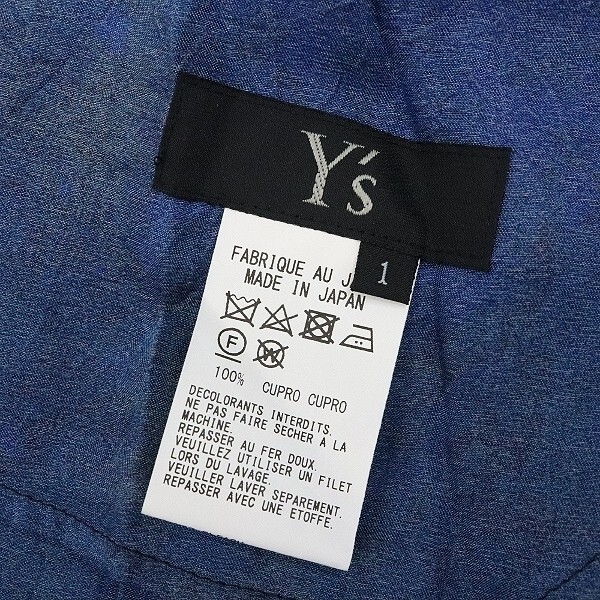 Y's
1
FABRIQUE AU J
MADE IN JAPAN
F W
100% CUPRO CUPRO
DECOLORANTS INTERDITS.
NE PAS FAIRE SECHER À LA
MACHINE.
REPASSER AU FER DOUX.
VEUILLEZ UTILISER UN FILET
LORS DU LAVAGE.
VEUILLER LAVER SEPAREMENT.
REPASSER AVEC UNE ETOFFE.